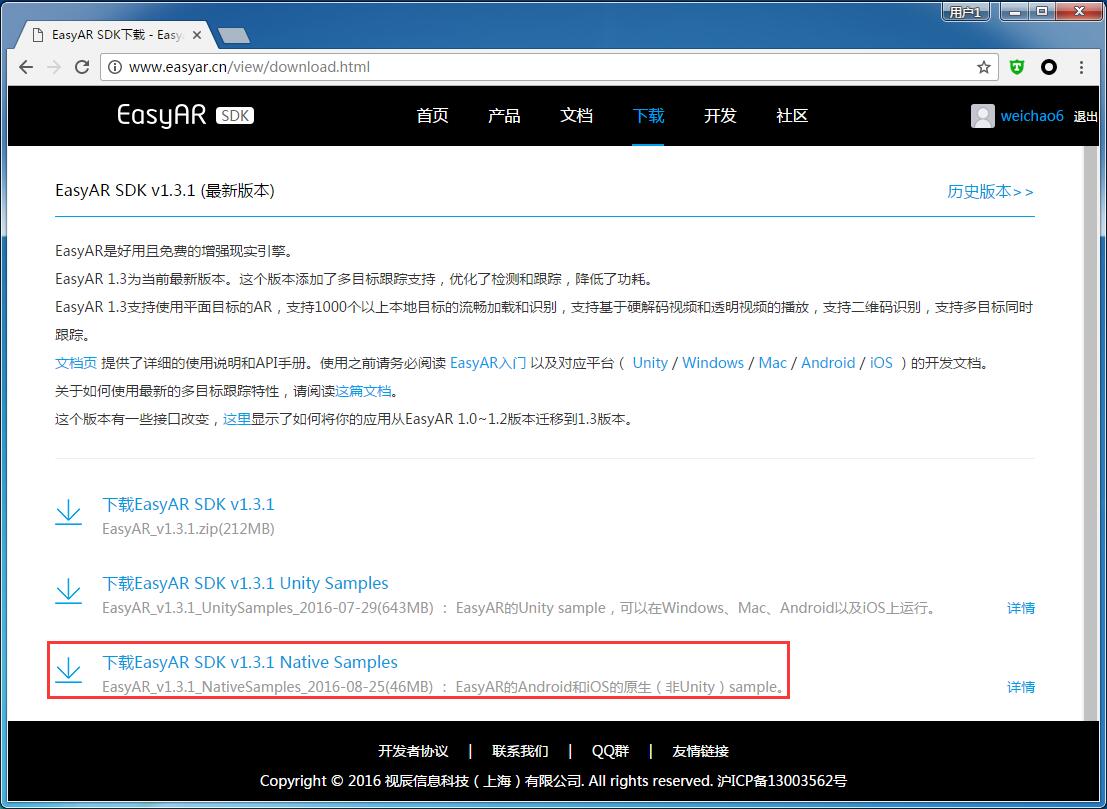 用户1
EasyAR SDK下载 - Easy
www.easyar.cn/view/download.html
EasyAR SDK 首页 产品 文档 下载 开发 社区 weichao6 退出
EasyAR SDK v1.3.1 (最新版本) 历史版本>>
EasyAR是好用且免费的增强现实引擎。
EasyAR 1.3为当前最新版本。这个版本添加了多目标跟踪支持，优化了检测和跟踪，降低了功耗。
EasyAR 1.3支持使用平面目标的AR，支持1000个以上本地目标的流畅加载和识别，支持基于硬解码视频和透明视频的播放，支持二维码识别，支持多目标同时
跟踪。
文档页 提供了详细的使用说明和API手册。使用之前请务必阅读 EasyAR入门 以及对应平台（ Unity / Windows / Mac / Android / iOS ）的开发文档。
关于如何使用最新的多目标跟踪特性，请阅读这篇文档。
这个版本有一些接口改变，这里显示了如何将你的应用从EasyAR 1.0~1.2版本迁移到1.3版本。
下载EasyAR SDK v1.3.1
EasyAR_v1.3.1.zip(212MB)
下载EasyAR SDK v1.3.1 Unity Samples
EasyAR_v1.3.1_UnitySamples_2016-07-29(643MB) ： EasyAR的Unity sample，可以在Windows、Mac、Android以及iOS上运行。 详情
下载EasyAR SDK v1.3.1 Native Samples
EasyAR_v1.3.1_NativeSamples_2016-08-25(46MB) ： EasyAR的Android和iOS的原生（非Unity）sample。 详情
开发者协议 | 联系我们 | QQ群 | 友情链接
Copyright © 2016 视辰信息科技（上海）有限公司. All rights reserved. 沪ICP备13003562号